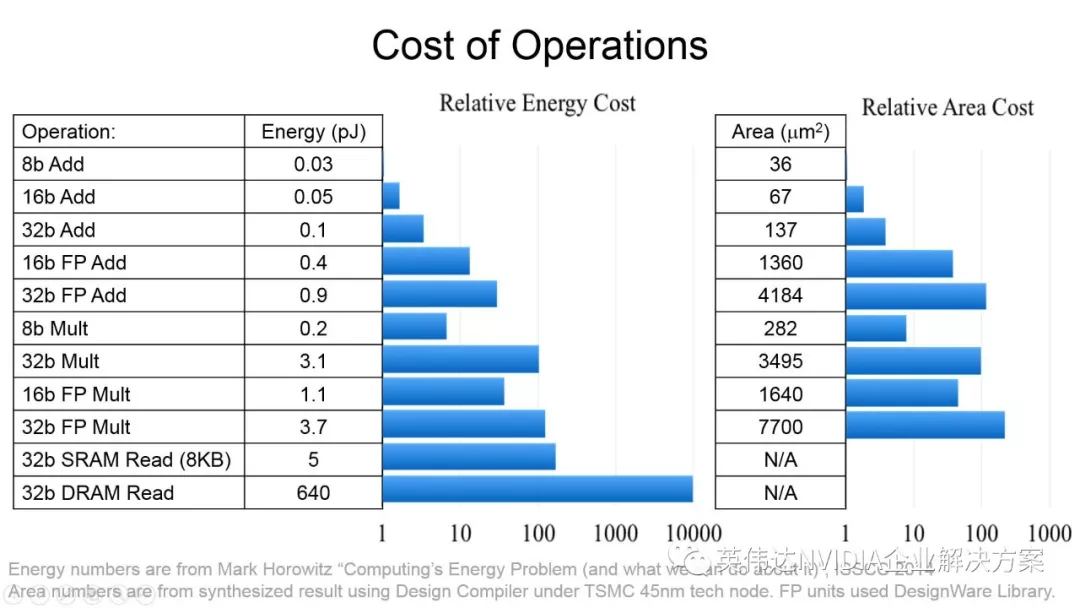 Cost of Operations
Relative Energy Cost
Relative Area Cost
Operation: Energy (pJ) Area (μm²)
8b Add 0.03 36
16b Add 0.05 67
32b Add 0.1 137
16b FP Add 0.4 1360
32b FP Add 0.9 4184
8b Mult 0.2 282
32b Mult 3.1 3495
16b FP Mult 1.1 1640
32b FP Mult 3.7 7700
32b SRAM Read (8KB) 5 N/A
32b DRAM Read 640 N/A
1 10 100 1000 10000 1 10 100 1000
英伟达NVIDIA企业解决方案
Energy numbers are from Mark Horowitz “Computing’s Energy Problem (and what we can do about it)”, ISSCC 2014
Area numbers are from synthesized result using Design Compiler under TSMC 45nm tech node. FP units used DesignWare Library.